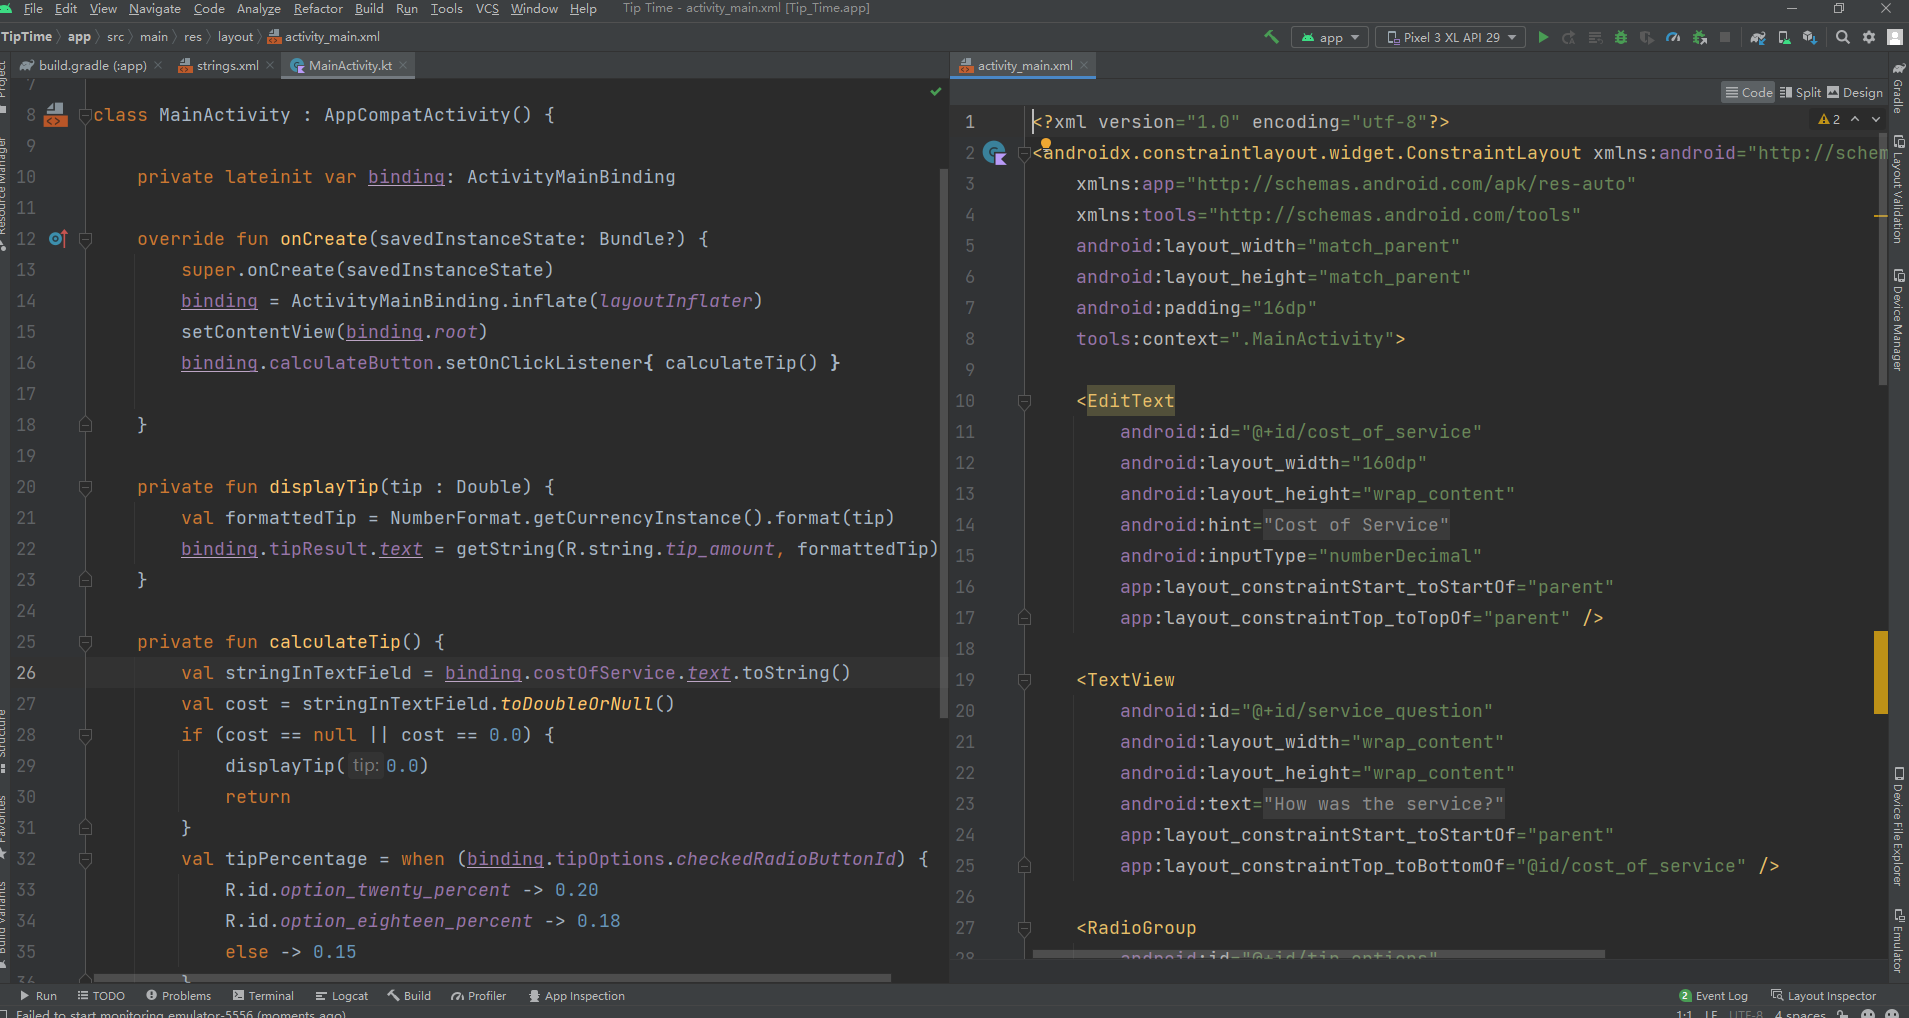 File Edit View Navigate Code Analyze Refactor Build Run Tools VCS Window Help Tip Time - activity_main.xml [Tip_Time.app]
TipTime app src main res layout activity_main.xml
app Pixel 3 XL API 29
build.gradle (:app) strings.xml MainActivity.kt
7
8 class MainActivity : AppCompatActivity() {
9
10 private lateinit var binding: ActivityMainBinding
11
12 override fun onCreate(savedInstanceState: Bundle?) {
13 super.onCreate(savedInstanceState)
14 binding = ActivityMainBinding.inflate(layoutInflater)
15 setContentView(binding.root)
16 binding.calculateButton.setOnClickListener{ calculateTip() }
17
18 }
19
20 private fun displayTip(tip : Double) {
21 val formattedTip = NumberFormat.getCurrencyInstance().format(tip)
22 binding.tipResult.text = getString(R.string.tip_amount, formattedTip)
23 }
24
25 private fun calculateTip() {
26 val stringInTextField = binding.costOfService.text.toString()
27 val cost = stringInTextField.toDoubleOrNull()
28 if (cost == null || cost == 0.0) {
29 displayTip( tip: 0.0)
30 return
31 }
32 val tipPercentage = when (binding.tipOptions.checkedRadioButtonId) {
33 R.id.option_twenty_percent -> 0.20
34 R.id.option_eighteen_percent -> 0.18
35 else -> 0.15
36 }
activity_main.xml
Code Split Design
2
1 <?xml version="1.0" encoding="utf-8"?>
2 <androidx.constraintlayout.widget.ConstraintLayout xmlns:android="http://schem
3 xmlns:app="http://schemas.android.com/apk/res-auto"
4 xmlns:tools="http://schemas.android.com/tools"
5 android:layout_width="match_parent"
6 android:layout_height="match_parent"
7 android:padding="16dp"
8 tools:context=".MainActivity">
9
10 <EditText
11 android:id="@+id/cost_of_service"
12 android:layout_width="160dp"
13 android:layout_height="wrap_content"
14 android:hint="Cost of Service"
15 android:inputType="numberDecimal"
16 app:layout_constraintStart_toStartOf="parent"
17 app:layout_constraintTop_toTopOf="parent" />
18
19 <TextView
20 android:id="@+id/service_question"
21 android:layout_width="wrap_content"
22 android:layout_height="wrap_content"
23 android:text="How was the service?"
24 app:layout_constraintStart_toStartOf="parent"
25 app:layout_constraintTop_toBottomOf="@id/cost_of_service" />
26
27 <RadioGroup
28 android:id="@+id/tip_options"
Project
Resource Manager
Structure
Favorites
Build Variants
Gradle
Layout Validation
Device Manager
Device File Explorer
Emulator
Run TODO Problems Terminal Logcat Build Profiler App Inspection 2 Event Log Layout Inspector
Failed to start monitoring emulator-5556 (moments ago) 1:1 LF UTF-8 4 spaces